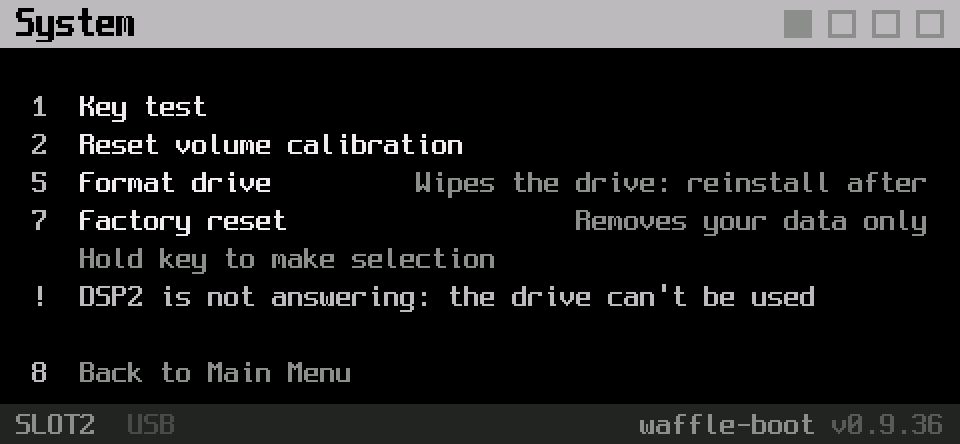 System
1 Key test
2 Reset volume calibration
5 Format drive Wipes the drive: reinstall after
7 Factory reset Removes your data only
Hold key to make selection
! DSP2 is not answering: the drive can't be used
8 Back to Main Menu
SLOT2 USB waffle-boot v0.9.36